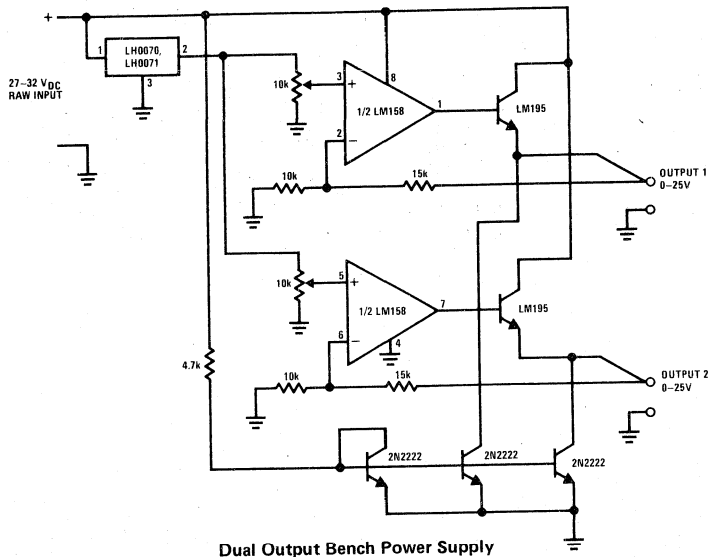 +
1
LH0070,
LH0071
2
3
27–32 VDC
RAW INPUT
10k
3
+
8
1/2 LM158
1
2
−
LM195
10k
15k
OUTPUT 1
0–25V
10k
5
+
1/2 LM158
7
6
−
4
LM195
4.7k
10k
15k
OUTPUT 2
0–25V
2N2222
2N2222
2N2222
Dual Output Bench Power Supply